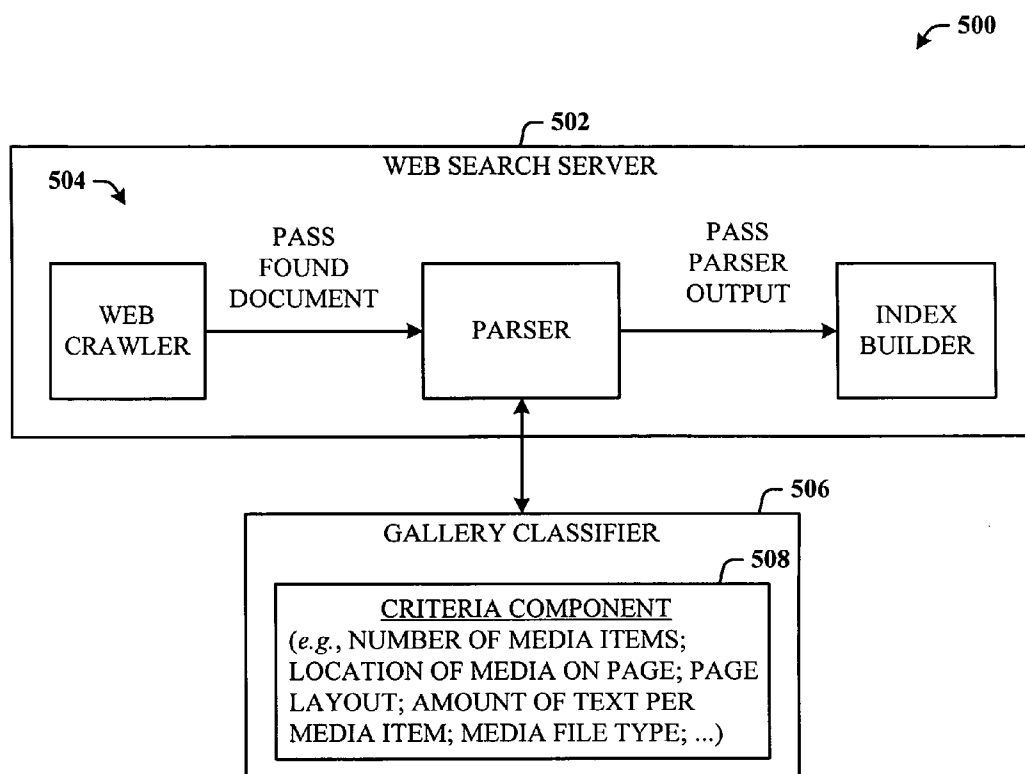 500
502
WEB SEARCH SERVER
504
PASS
FOUND
DOCUMENT
PASS
PARSER
OUTPUT
WEB
CRAWLER
PARSER
INDEX
BUILDER
506
GALLERY CLASSIFIER
508
CRITERIA COMPONENT
(e.g., NUMBER OF MEDIA ITEMS;
LOCATION OF MEDIA ON PAGE; PAGE
LAYOUT; AMOUNT OF TEXT PER
MEDIA ITEM; MEDIA FILE TYPE; ...)